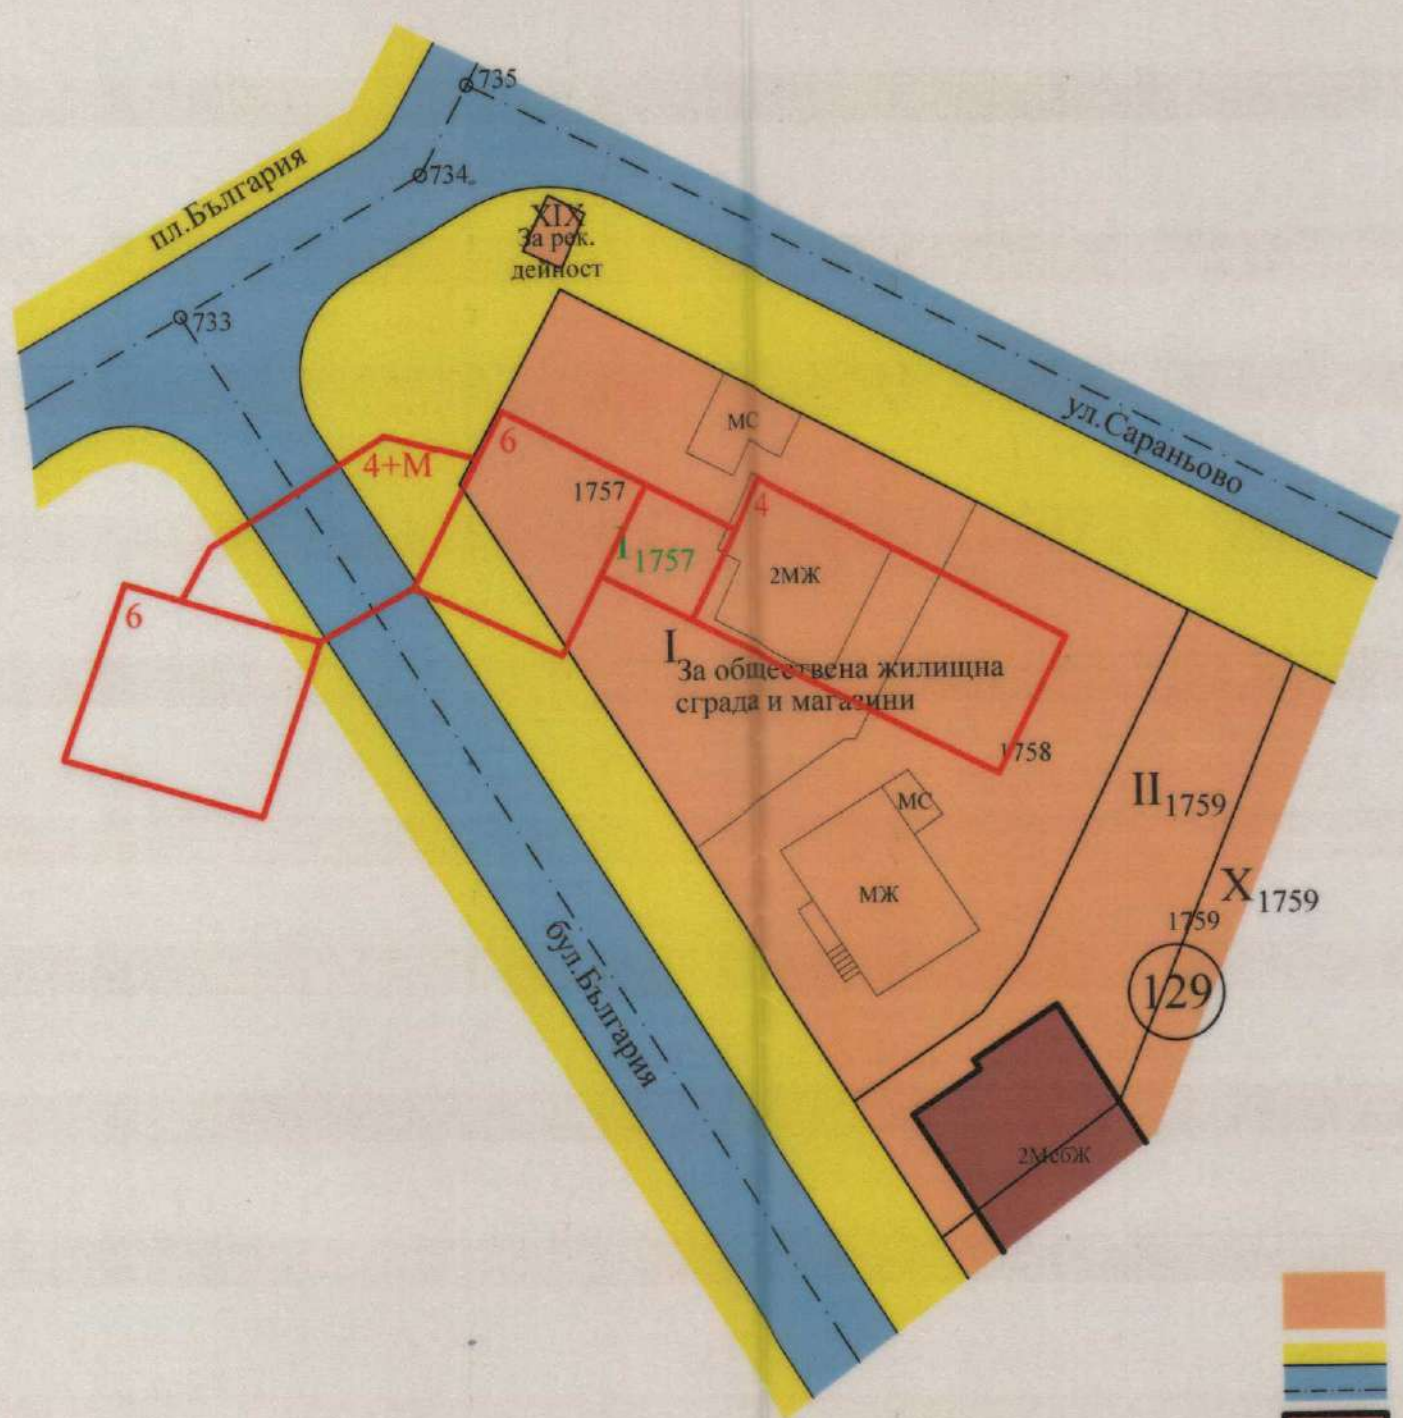 735
734
пл.България
XIX
За рек.
дейност
733
ул.Сараньово
МС
6
4+М
1757
4
I1757
2МЖ
6
I
За обществена жилищна
сграда и магазини
1758
II1759
МС
МЖ
X1759
1759
129
бул.България
2МсбЖ